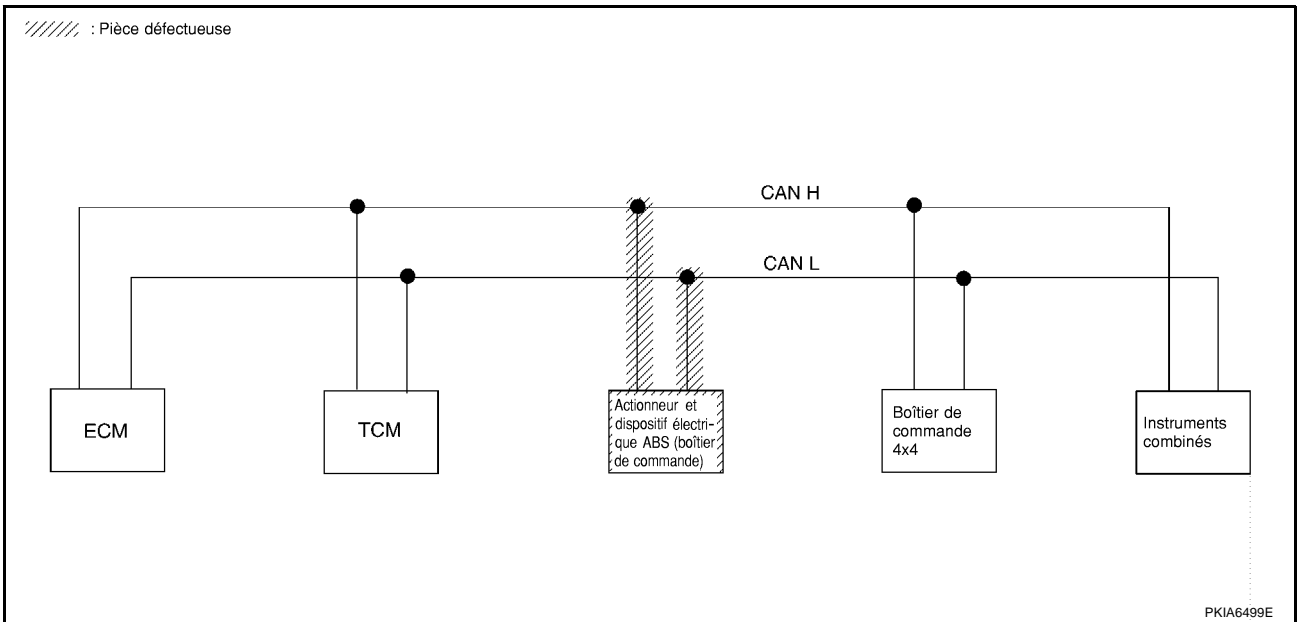 : Pièce défectueuse
CAN H
CAN L
ECM
TCM
Actionneur et
dispositif électri-
que ABS (boîtier
de commande)
Boîtier de
commande
4x4
Instruments
combinés
PKIA6499E